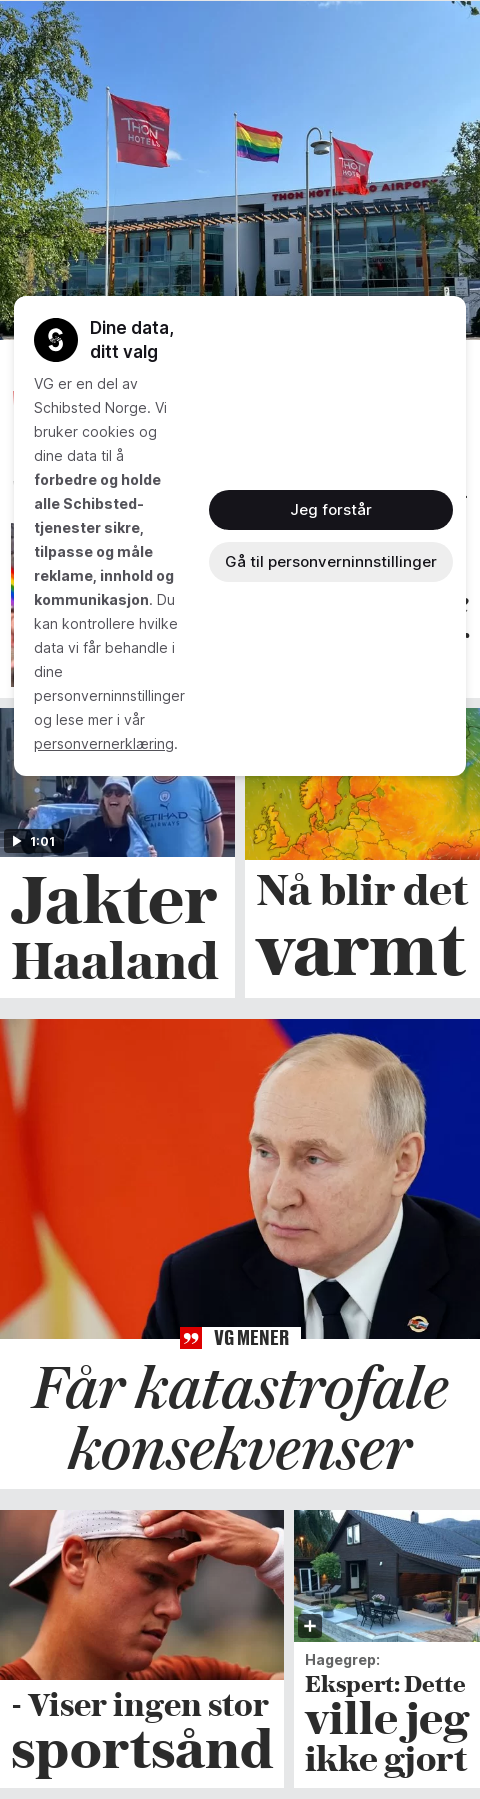 THON
HOTELS
THON
HOTELS
Dine data,
ditt valg
VG er en del av
Schibsted Norge. Vi
bruker cookies og
dine data til å
forbedre og holde
alle Schibsted-
tjenester sikre,
tilpasse og måle
reklame, innhold og
kommunikasjon. Du
kan kontrollere hvilke
data vi får behandle i
dine
personverninnstillinger
og lese mer i vår
personvernerklæring.
Jeg forstår
Gå til personverninnstillinger
ETIHAD
AIRWAYS
1:01
Jakter
Haaland
Nå blir det
varmt
VG MENER
Får katastrofale
konsekvenser
- Viser ingen stor
sportsånd
Hagegrep:
Ekspert: Dette
ville jeg
ikke gjort